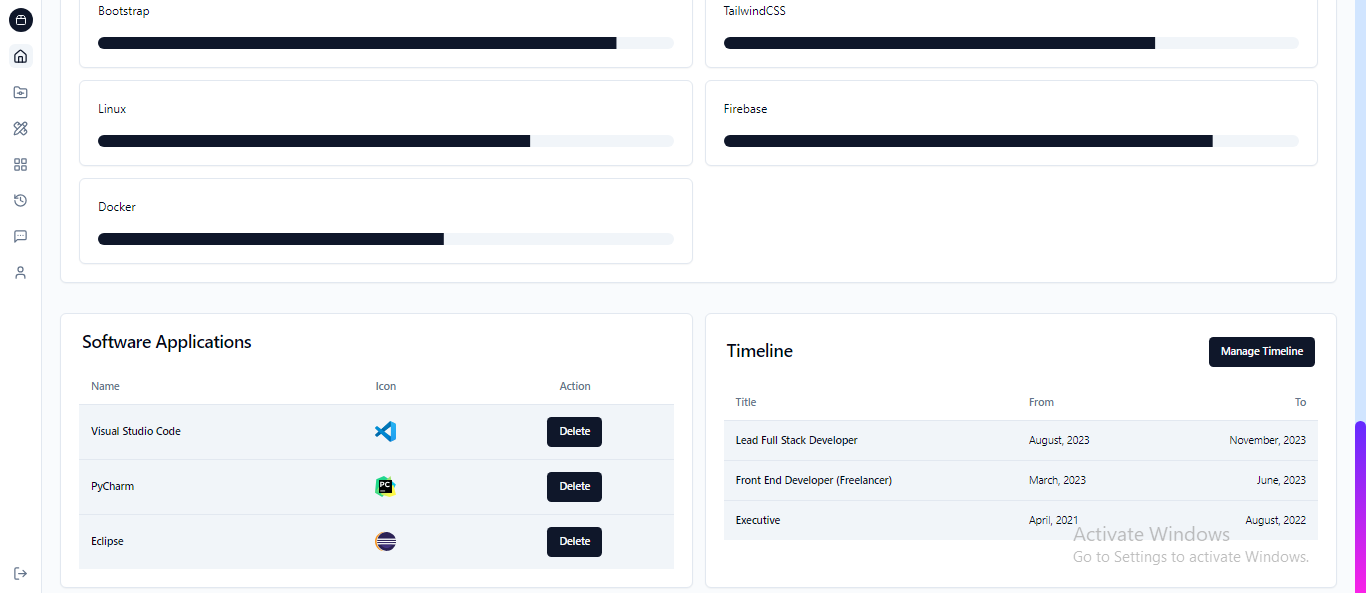 Bootstrap
TailwindCSS
Linux
Firebase
Docker
Software Applications
Name Icon Action
Visual Studio Code Delete
PyCharm PC Delete
Eclipse Delete
Timeline
Manage Timeline
Title From To
Lead Full Stack Developer August, 2023 November, 2023
Front End Developer (Freelancer) March, 2023 June, 2023
Executive April, 2021 August, 2022
Activate Windows
Go to Settings to activate Windows.